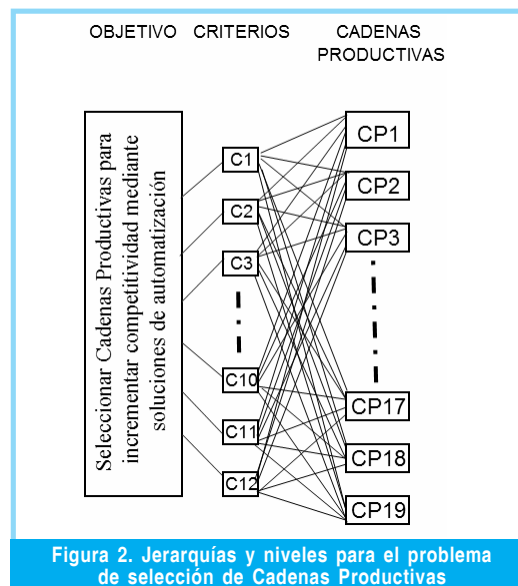 OBJETIVO CRITERIOS CADENAS
PRODUCTIVAS
Seleccionar Cadenas Productivas para
incrementar competitividad mediante
soluciones de automatización
C1
C2
C3
C10
C11
C12
CP1
CP2
CP3
CP17
CP18
CP19
Figura 2. Jerarquías y niveles para el problema
de selección de Cadenas Productivas